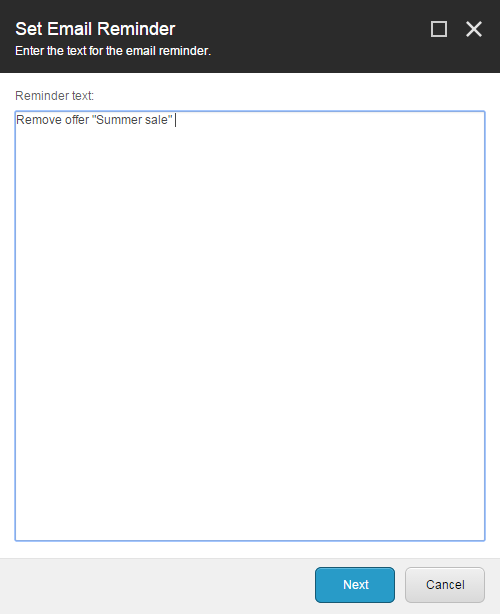 Set Email Reminder
Enter the text for the email reminder.
Reminder text:
Remove offer "Summer sale"
Next
Cancel